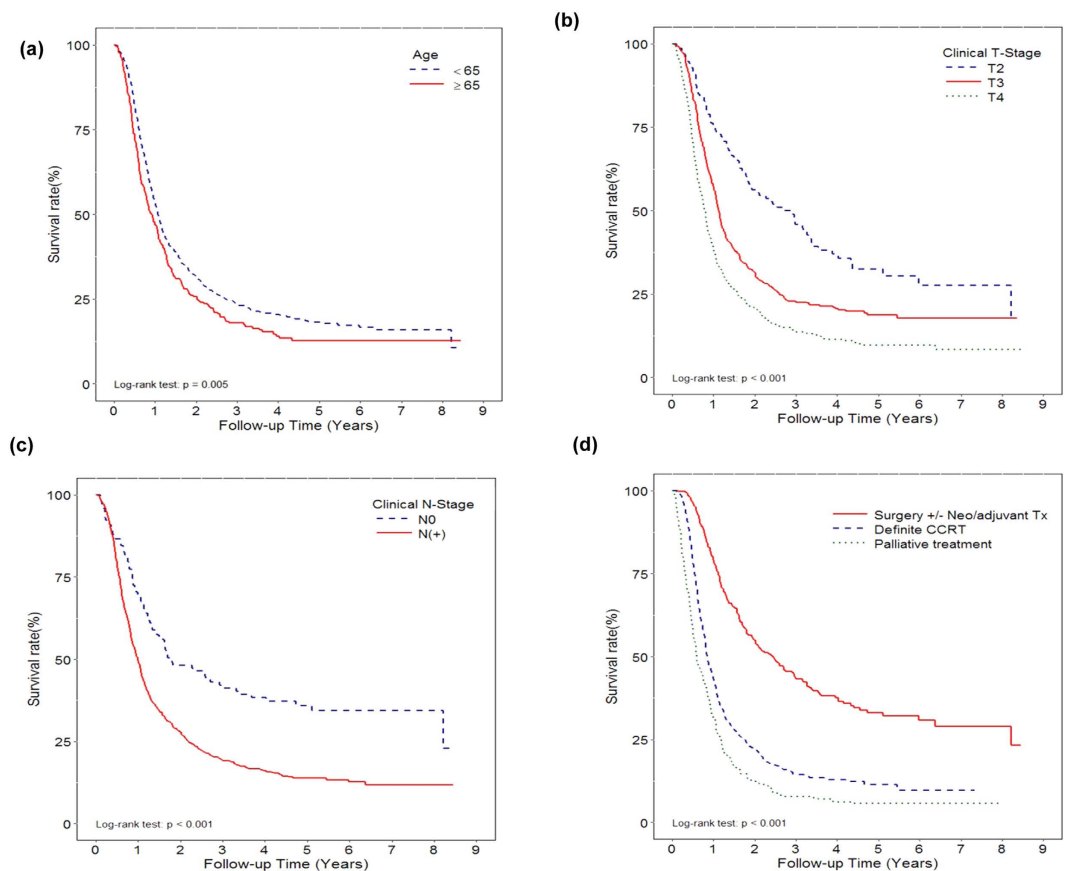 (a)
Age
< 65
≥ 65
100
75
50
25
0
Survival rate(%)
Log-rank test: p = 0.005
0 1 2 3 4 5 6 7 8 9
Follow-up Time (Years)
(b)
Clinical T-Stage
T2
T3
T4
100
75
50
25
0
Survival rate(%)
Log-rank test: p < 0.001
0 1 2 3 4 5 6 7 8 9
Follow-up Time (Years)
(c)
Clinical N-Stage
N0
N(+)
100
75
50
25
0
Survival rate(%)
Log-rank test: p < 0.001
0 1 2 3 4 5 6 7 8 9
Follow-up Time (Years)
(d)
Surgery +/- Neo/adjuvant Tx
Definite CCRT
Palliative treatment
100
75
50
25
0
Survival rate(%)
Log-rank test: p < 0.001
0 1 2 3 4 5 6 7 8 9
Follow-up Time (Years)